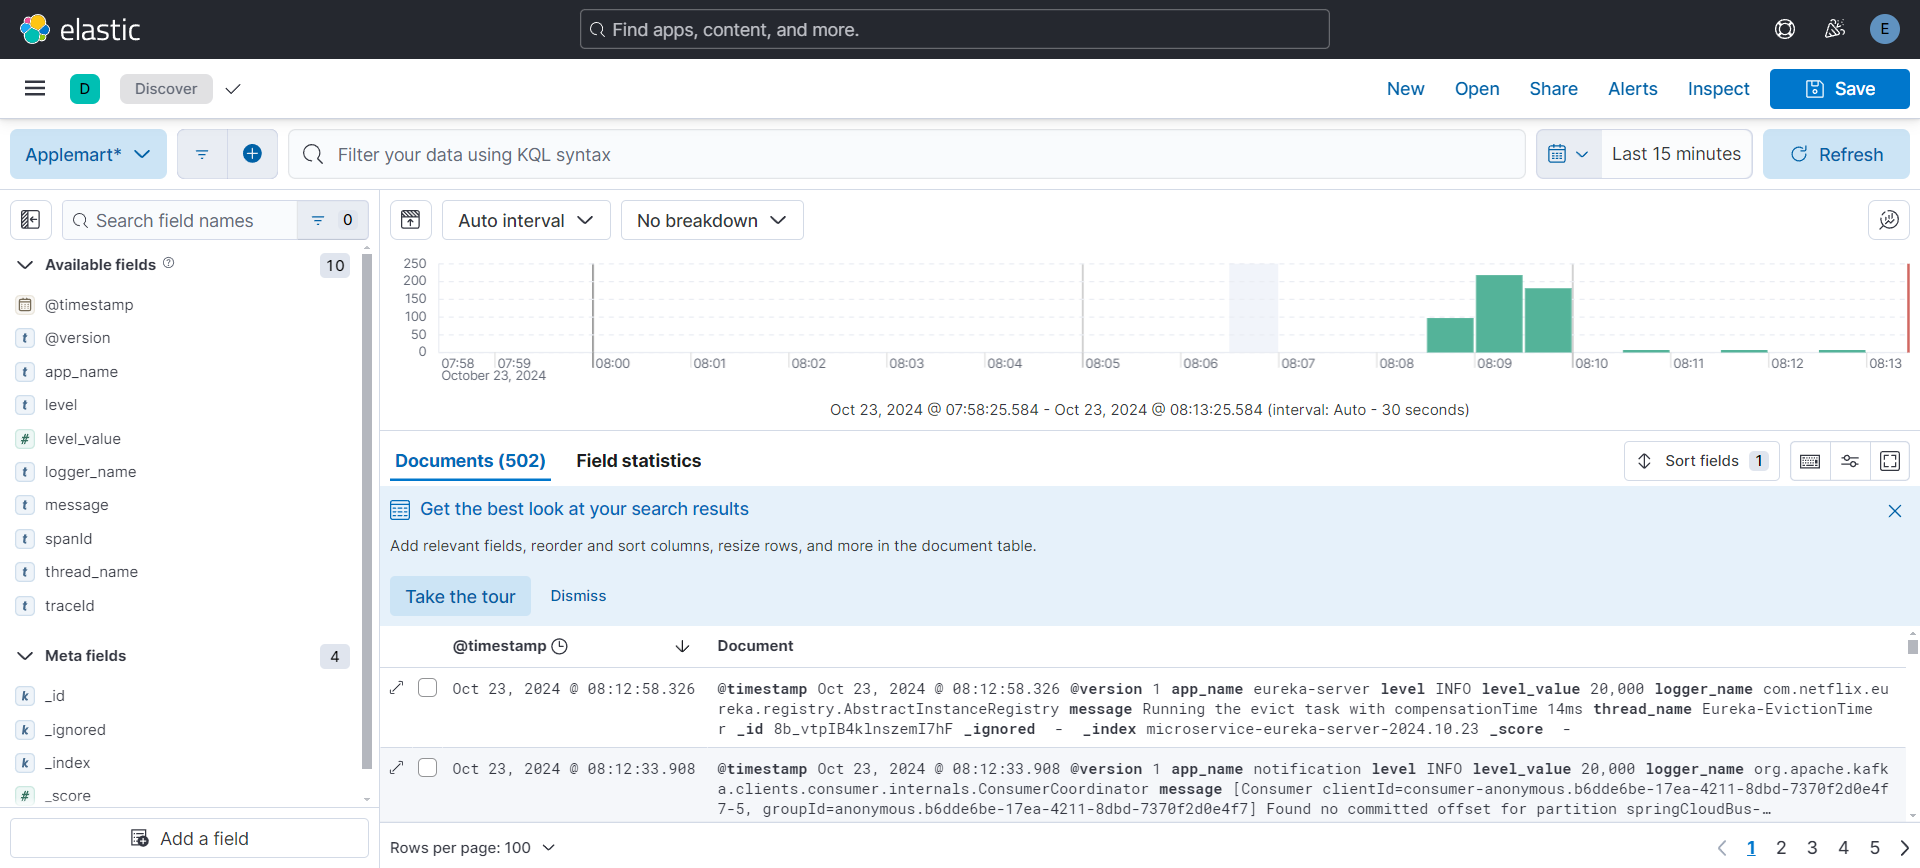 elastic
Find apps, content, and more.
E
D
Discover
New
Open
Share
Alerts
Inspect
Save
Applemart*
Filter your data using KQL syntax
Last 15 minutes
Refresh
Search field names
0
Auto interval
No breakdown
Available fields
10
@timestamp
t @version
t app_name
t level
# level_value
t logger_name
t message
t spanId
t thread_name
t traceId
Meta fields
4
k _id
k _ignored
k _index
# _score
Add a field
250
200
150
100
50
0
07:58 07:59 08:00 08:01 08:02 08:03 08:04 08:05 08:06 08:07 08:08 08:09 08:10 08:11 08:12 08:13
October 23, 2024
Oct 23, 2024 @ 07:58:25.584 - Oct 23, 2024 @ 08:13:25.584 (interval: Auto - 30 seconds)
Documents (502)
Field statistics
Sort fields 1
Get the best look at your search results
Add relevant fields, reorder and sort columns, resize rows, and more in the document table.
Take the tour
Dismiss
@timestamp
Document
Oct 23, 2024 @ 08:12:58.326
@timestamp Oct 23, 2024 @ 08:12:58.326 @version 1 app_name eureka-server level INFO level_value 20,000 logger_name com.netflix.eu
reka.registry.AbstractInstanceRegistry message Running the evict task with compensationTime 14ms thread_name Eureka-EvictionTime
r _id 8b_vtpIB4klnszemI7hF _ignored - _index microservice-eureka-server-2024.10.23 _score -
Oct 23, 2024 @ 08:12:33.908
@timestamp Oct 23, 2024 @ 08:12:33.908 @version 1 app_name notification level INFO level_value 20,000 logger_name org.apache.kafk
a.clients.consumer.internals.ConsumerCoordinator message [Consumer clientId=consumer-anonymous.b6dde6be-17ea-4211-8dbd-7370f2d0e4f
7-5, groupId=anonymous.b6dde6be-17ea-4211-8dbd-7370f2d0e4f7] Found no committed offset for partition springCloudBus-…
Rows per page: 100
1 2 3 4 5